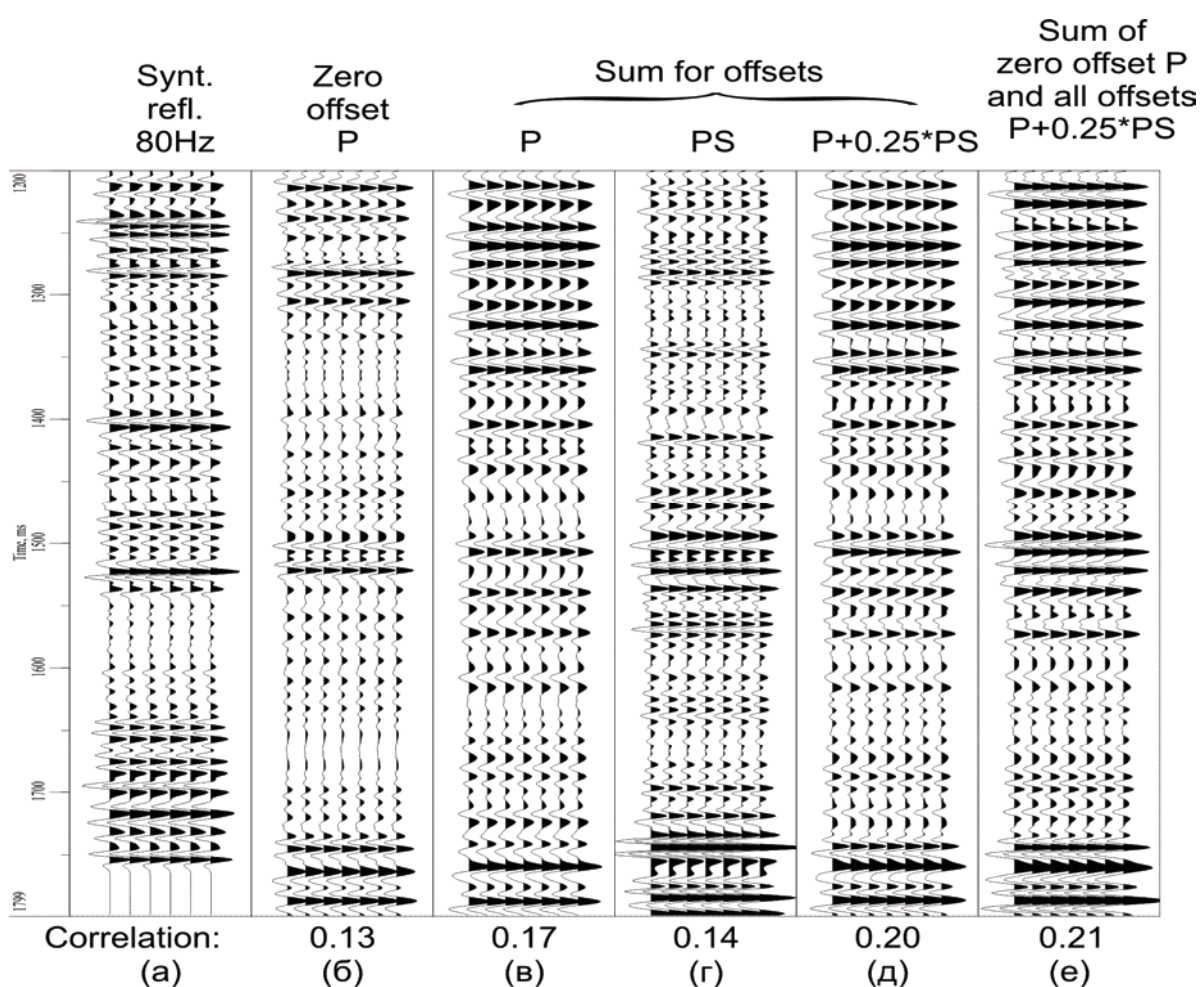 Synt.
refl.
80Hz
Zero
offset
P
Sum for offsets
P
PS
P+0.25*PS
Sum of
zero offset P
and all offsets
P+0.25*PS
1200
1300
1400
Time, ms
1500
1600
1700
1799
Correlation:
0.13
0.17
0.14
0.20
0.21
(а)
(б)
(в)
(г)
(д)
(е)